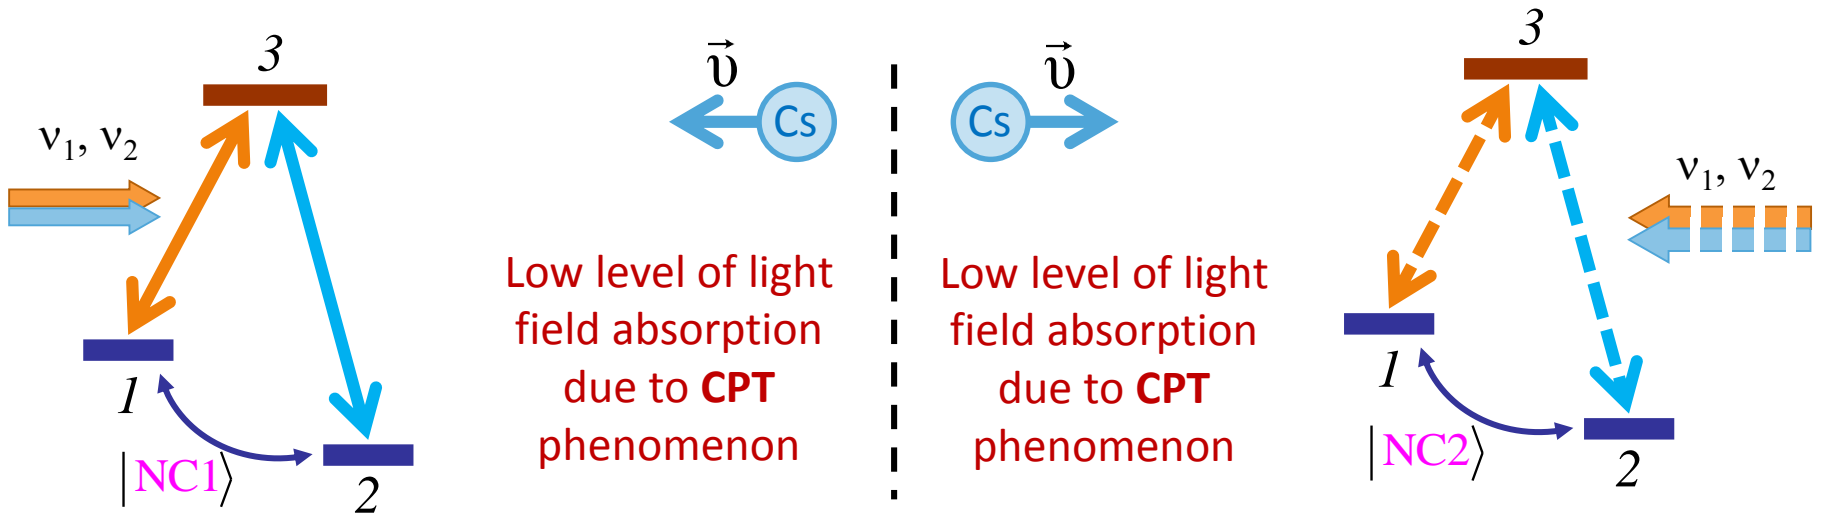 3
ν1, ν2
1
2
|NC1⟩
υ⃗
Cs
Low level of light
field absorption
due to CPT
phenomenon
υ⃗
Cs
Low level of light
field absorption
due to CPT
phenomenon
3
ν1, ν2
1
2
|NC2⟩